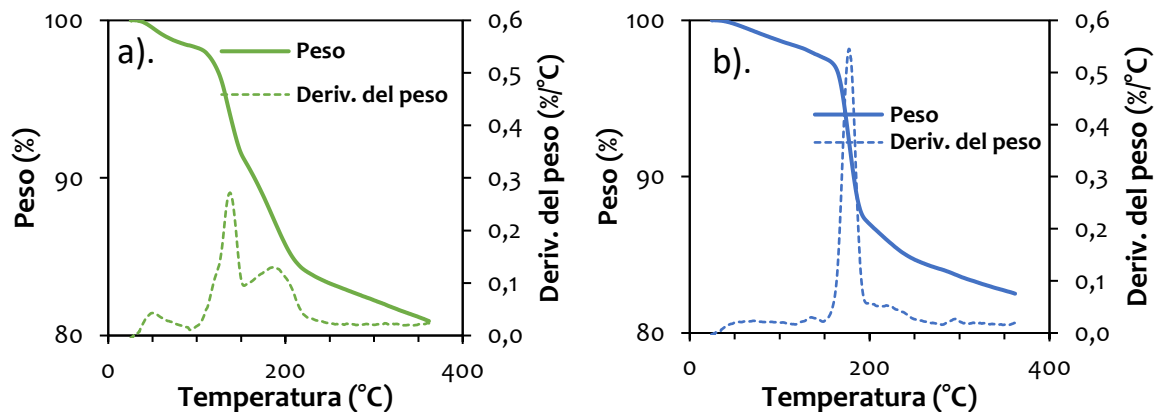 a).
Peso
Deriv. del peso
100
90
80
Peso (%)
0,6
0,5
0,4
0,3
0,2
0,1
0,0
Deriv. del peso (%/°C)
0
200
400
Temperatura (°C)
b).
Peso
Deriv. del peso
100
90
80
Peso (%)
0,6
0,5
0,4
0,3
0,2
0,1
0,0
Deriv. del peso (%/°C)
0
200
400
Temperatura (°C)